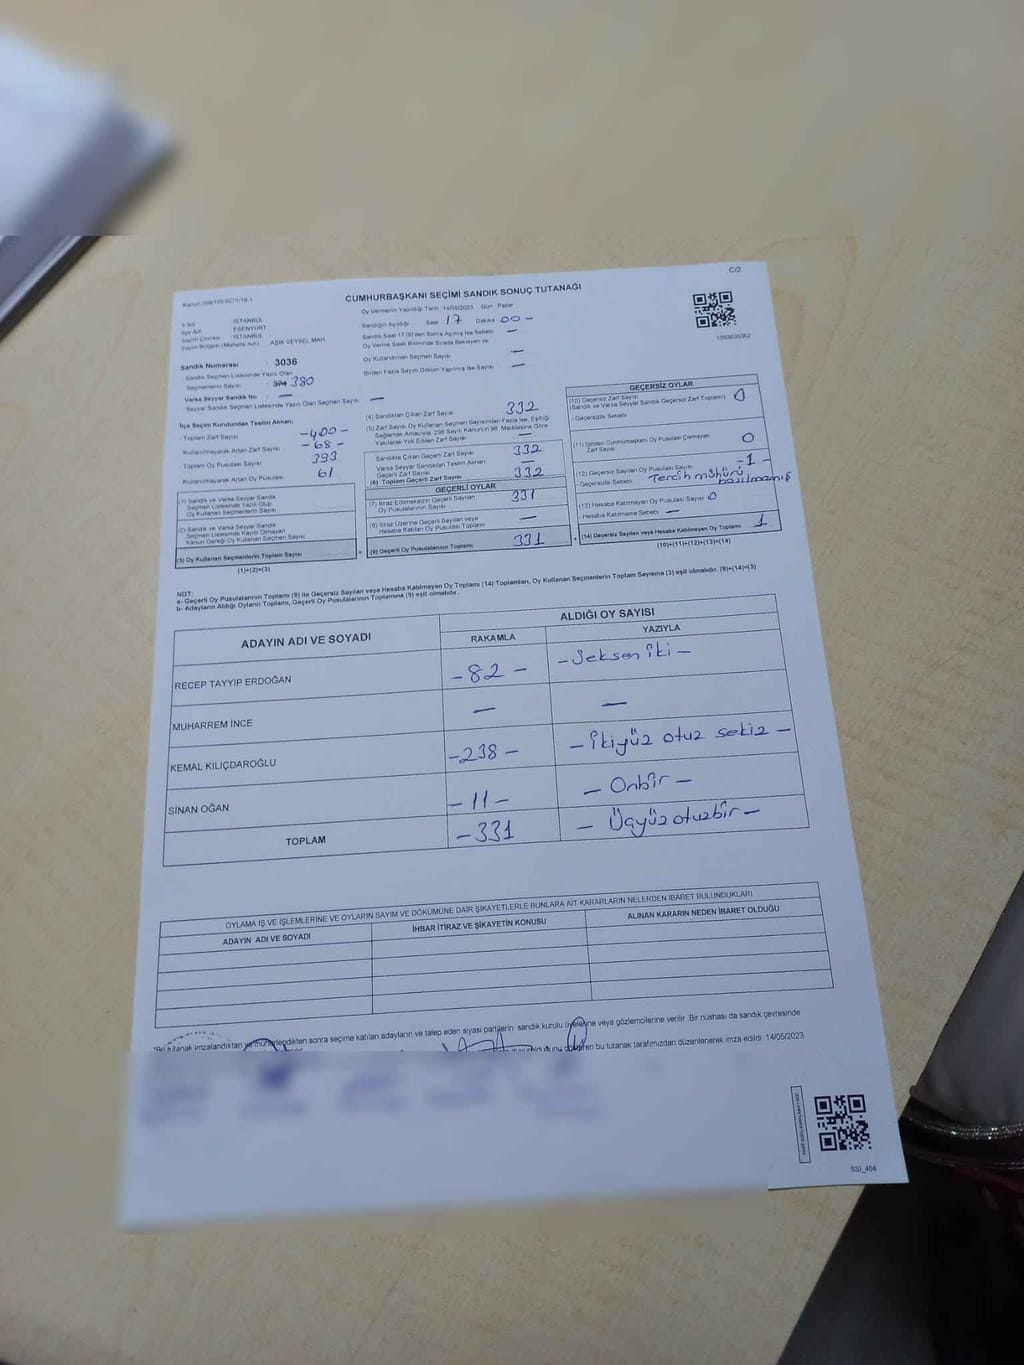 C/2
CUMHURBAŞKANI SEÇİMİ SANDIK SONUÇ TUTANAĞI
İli Adı : İSTANBUL
İlçe Adı : ESENYURT
Seçim Çevresi : İSTANBUL
Seçim Bölgesi (Mahalle Adı) : AŞIK VEYSEL MAH
Sandık Numarası : 3036
Sandık Seçmen Listesinde Yazılı Olan
Seçmenlerin Sayısı : 380
Varsa Seyyar Sandık No : —
Seyyar Sandık Seçmen Listesinde Yazılı Olan Seçmen Sayısı : —
Oy Vermenin Yapıldığı Tarih : 14/05/2023 Gün : Pazar
Sandığın Açıldığı Saat 17 Dakika 00 -
Sandık Saat 17.00'den Sonra Açılmış İse Sebebi : —
Oy Verme Saati Bitiminde Sırada Bekleyen ve
Oy Kullandırılan Seçmen Sayısı : —
Birden Fazla Sayım Döküm Yapılmış İse Sayısı : —
İlçe Seçim Kurulundan Teslim Alınan;
- Toplam Zarf Sayısı : -400-
Kullanılmayarak Artan Zarf Sayısı : -68-
- Toplam Oy Pusulası Sayısı : 393
Kullanılmayarak Artan Oy Pusulası : 61
(1) Sandık ve Varsa Seyyar Sandık
Seçmen Listesinde Yazılı Olup
Oy Kullanan Seçmenlerin Sayısı
(2) Sandık ve Varsa Seyyar Sandık
Seçmen Listesinde Kaydı Olmayan
Kanun Gereği Oy Kullanan Seçmen Sayısı
(3) Oy Kullanan Seçmenlerin Toplam Sayısı
(1)+(2)=(3)
(4) Sandıktan Çıkan Zarf Sayısı 332
(5) Zarf Sayısı Oy Kullanan Seçmen Sayısından Fazla İse, Eşitliği
Sağlamak Amacıyla, 298 Sayılı Kanunun 98. Maddesine Göre
Yakılarak Yok Edilen Zarf Sayısı —
Sandıkta Çıkan Geçerli Zarf Sayısı 332
Varsa Seyyar Sandıktan Teslim Alınan
Geçerli Zarf Sayısı —
(6) Toplam Geçerli Zarf Sayısı 332
GEÇERLİ OYLAR
(7) İtiraz Edilmeksizin Geçerli Sayılan
Oy Pusulalarının Sayısı 331
(8) İtiraz Üzerine Geçerli Sayılan veya
Hesaba Katılan Oy Pusulası Toplamı —
(9) Geçerli Oy Pusulalarının Toplamı 331
GEÇERSİZ OYLAR
(10) Geçersiz Zarf Sayısı
(Sandık ve Varsa Seyyar Sandık Geçersiz Zarf Toplamı) 0
- Geçersizlik Sebebi
(11) İçinden Cumhurbaşkanı Oy Pusulası Çıkmayan
Zarf Sayısı 0
(12) Geçersiz Sayılan Oy Pusulası Sayısı -1-
- Geçersizlik Sebebi : Tercih mühürü
basılmamış
(13) Hesaba Katılmayan Oy Pusulası Sayısı 0
- Hesaba Katılmama Sebebi —
(14) Geçersiz Sayılan veya Hesaba Katılmayan Oy Toplamı 1
(10)+(11)+(12)+(13)=(14)
NOT:
a- Geçerli Oy Pusulalarının Toplamı (9) ile Geçersiz Sayılan veya Hesaba Katılmayan Oy Toplamı (14) Toplamları, Oy Kullanan Seçmenlerin Toplam Sayısına (3) eşit olmalıdır. (9)+(14)=(3)
b- Adayların Aldığı Oyların Toplamı, Geçerli Oy Pusulalarının Toplamına (9) eşit olmalıdır.
ADAYIN ADI VE SOYADI
ALDIĞI OY SAYISI
RAKAMLA YAZIYLA
RECEP TAYYİP ERDOĞAN -82- -Seksen iki-
MUHARREM İNCE — —
KEMAL KILIÇDAROĞLU -238- -İkiyüz otuz sekiz-
SİNAN OĞAN -11- -Onbir-
TOPLAM -331 -Üçyüz otuzbir-
OYLAMA İŞ VE İŞLEMLERİNE VE OYLARIN SAYIM VE DÖKÜMÜNE DAİR ŞİKAYETLERLE BUNLARA AİT KARARLARIN NELERDEN İBARET BULUNDUKLARI
ADAYIN ADI VE SOYADI İHBAR İTİRAZ VE ŞİKAYETİN KONUSU ALINAN KARARIN NEDEN İBARET OLDUĞU
tutanak imzalandıktan ve mühürlendikten sonra seçime katılan adayların ve talep eden siyasi partilerin sandık kurulu üyelerine veya gözlemcilerine verilir. Bir nüshası da sandık çevresinde
bu tutanak tarafımızdan düzenlenerek imza edildi. 14/05/2023
SSI_404